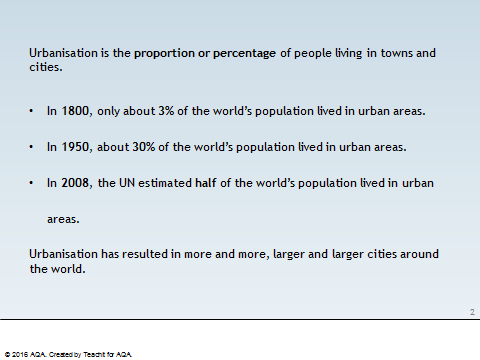 Urbanisation is the proportion or percentage of people living in towns and
cities.
• In 1800, only about 3% of the world's population lived in urban areas.
• In 1950, about 30% of the world's population lived in urban areas.
• In 2008, the UN estimated half of the world's population lived in urban
areas.
Urbanisation has resulted in more and more, larger and larger cities around
the world.
2
© 2016 AQA. Created by Teachit for AQA